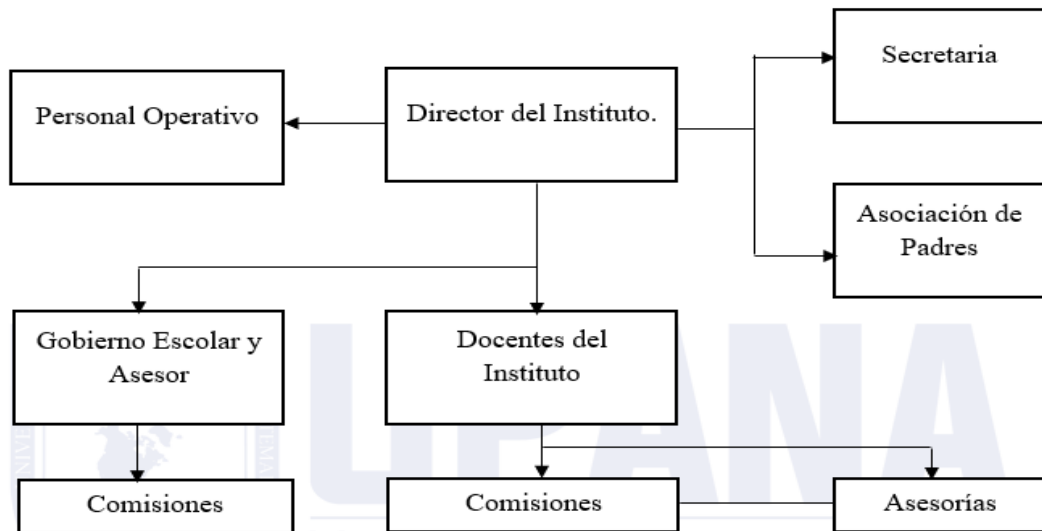 Secretaria
Personal Operativo
Director del Instituto.
Asociación de
Padres
Gobierno Escolar y
Asesor
Docentes del
Instituto
UPANA
Comisiones
Comisiones
Asesorías